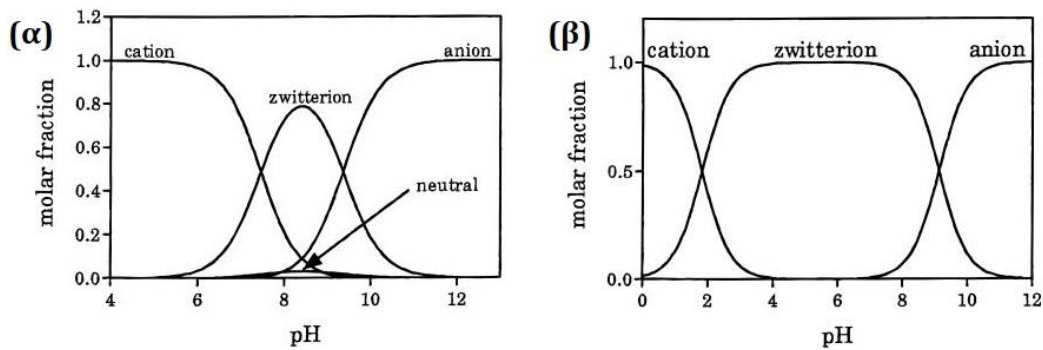 (α)
molar fraction
1.2
1.0
0.8
0.6
0.4
0.2
0.0
cation
zwitterion
anion
neutral
4 6 8 10 12
pH
(β)
molar fraction
1.0
0.5
0.0
cation zwitterion anion
0 2 4 6 8 10 12
pH